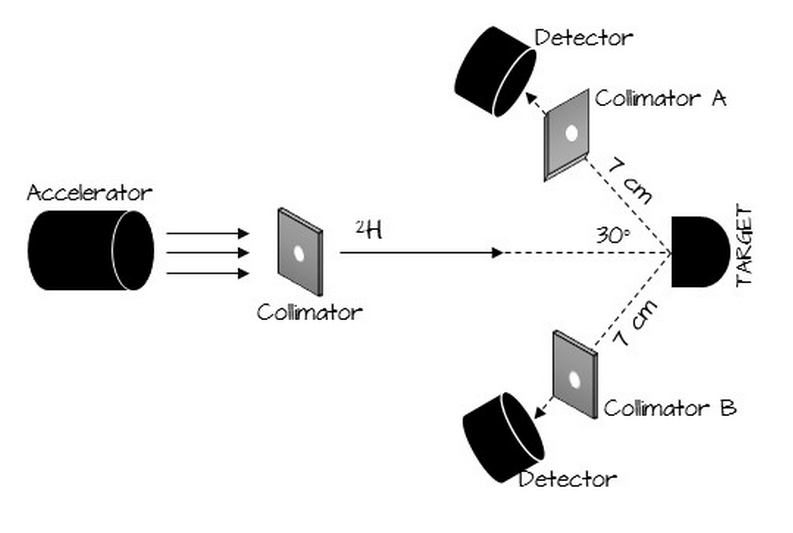 Detector
Collimator A
7 cm
Accelerator
²H
30°
TARGET
Collimator
7 cm
Collimator B
Detector